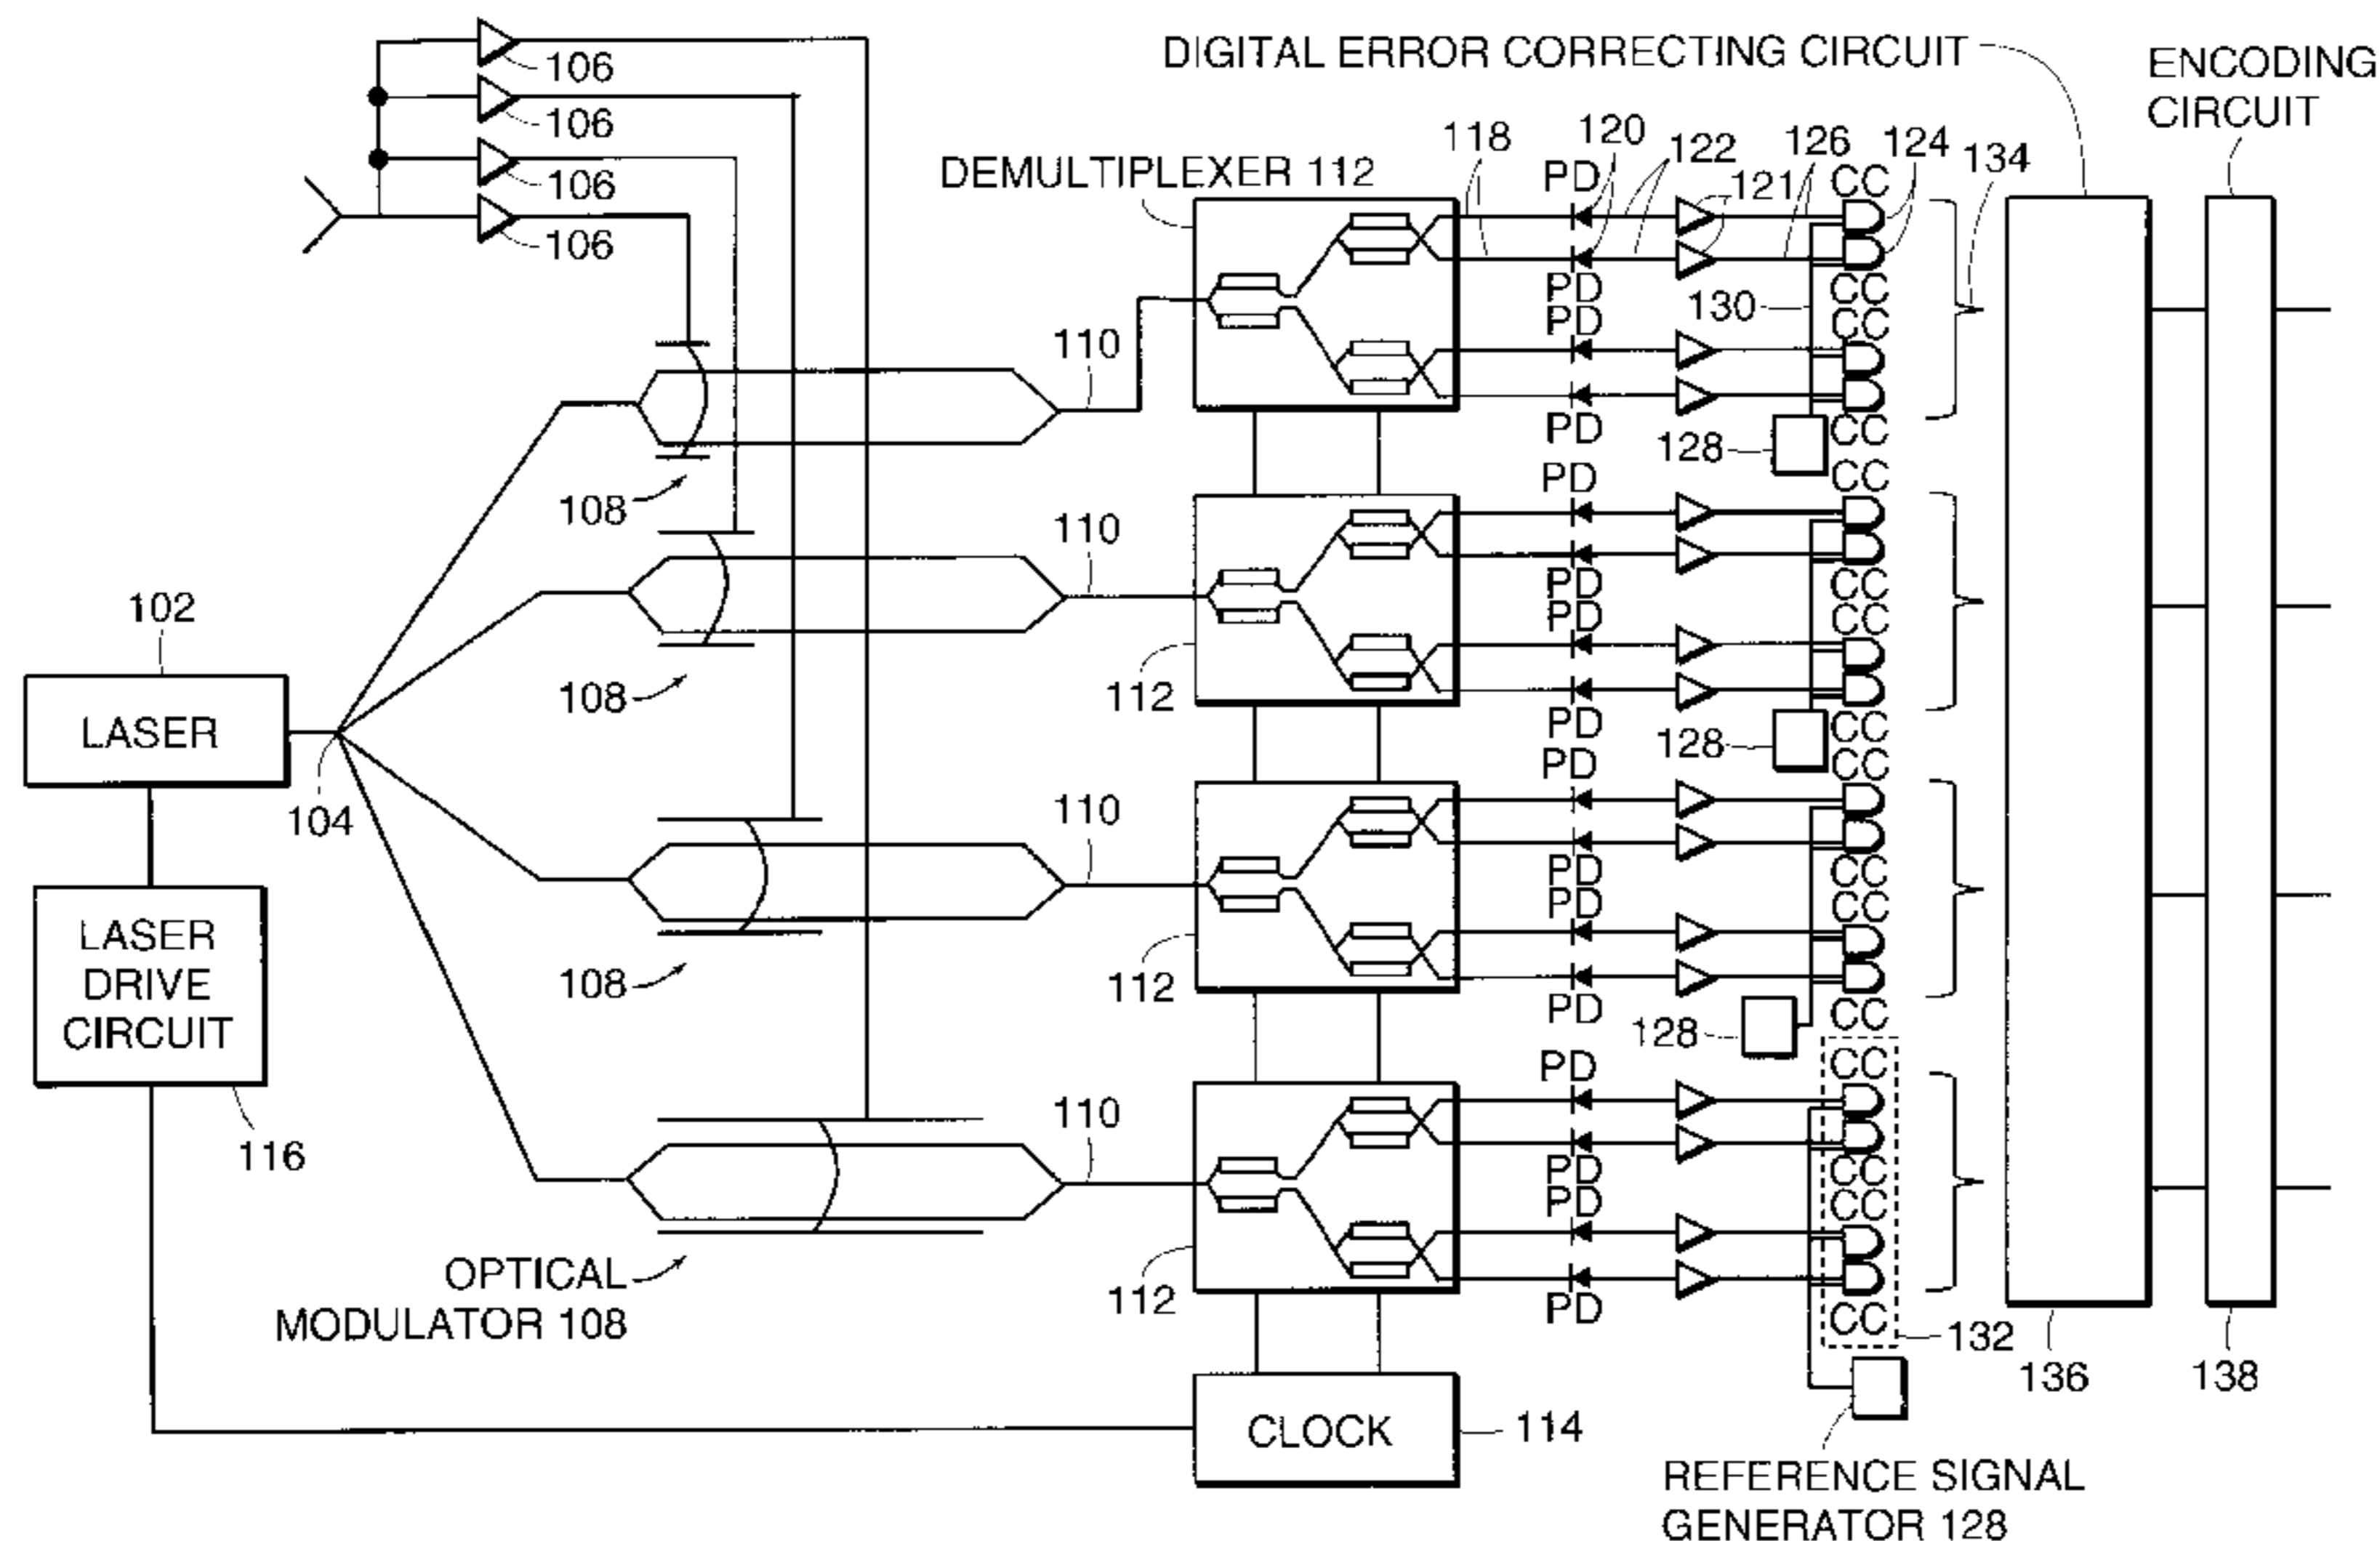 106
106
106
106
DIGITAL ERROR CORRECTING CIRCUIT
ENCODING
CIRCUIT
DEMULTIPLEXER 112
118
PD
120
122
121
126
CC
124
134
PD
CC
130
PD
CC
110
PD
128
CC
108
PD
CC
110
PD
CC
PD
CC
102
LASER
104
108
112
PD
128
CC
PD
CC
110
PD
CC
PD
CC
LASER
DRIVE
CIRCUIT
108
112
PD
128
CC
116
PD
CC
110
PD
CC
PD
CC
OPTICAL
MODULATOR 108
112
PD
CC
132
136
138
CLOCK
114
REFERENCE SIGNAL
GENERATOR 128